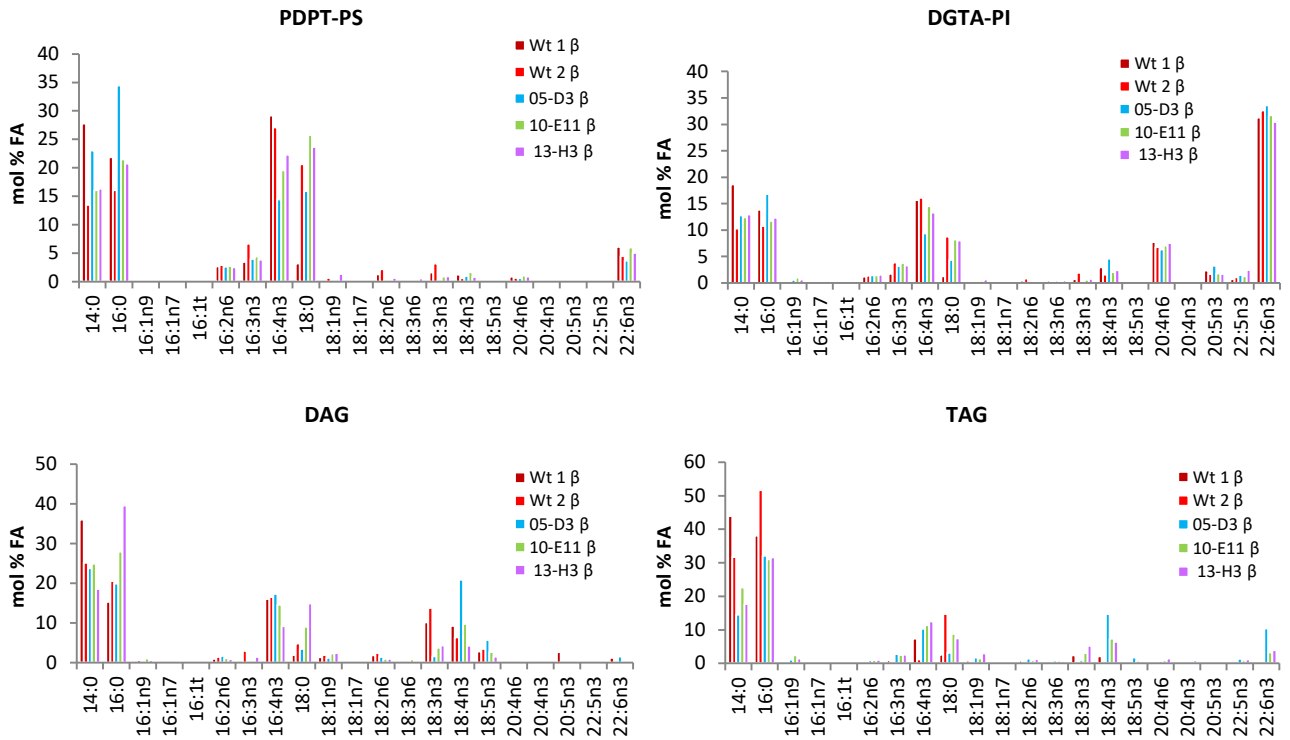 PDPT-PS
40
35
30
25
20
15
10
5
0
mol % FA
Wt 1 β
Wt 2 β
05-D3 β
10-E11 β
13-H3 β
14:0
16:0
16:1n9
16:1n7
16:1t
16:2n6
16:3n3
16:4n3
18:0
18:1n9
18:1n7
18:2n6
18:3n6
18:3n3
18:4n3
18:5n3
20:4n6
20:4n3
20:5n3
22:5n3
22:6n3
DGTA-PI
40
30
20
10
0
mol % FA
Wt 1 β
Wt 2 β
05-D3 β
10-E11 β
13-H3 β
14:0
16:0
16:1n9
16:1n7
16:1t
16:2n6
16:3n3
16:4n3
18:0
18:1n9
18:1n7
18:2n6
18:3n6
18:3n3
18:4n3
18:5n3
20:4n6
20:4n3
20:5n3
22:5n3
22:6n3
DAG
50
40
30
20
10
0
mol % FA
Wt 1 β
Wt 2 β
05-D3 β
10-E11 β
13-H3 β
14:0
16:0
16:1n9
16:1n7
16:1t
16:2n6
16:3n3
16:4n3
18:0
18:1n9
18:1n7
18:2n6
18:3n6
18:3n3
18:4n3
18:5n3
20:4n6
20:4n3
20:5n3
22:5n3
22:6n3
TAG
60
50
40
30
20
10
0
mol % FA
Wt 1 β
Wt 2 β
05-D3 β
10-E11 β
13-H3 β
14:0
16:0
16:1n9
16:1n7
16:1t
16:2n6
16:3n3
16:4n3
18:0
18:1n9
18:1n7
18:2n6
18:3n6
18:3n3
18:4n3
18:5n3
20:4n6
20:4n3
20:5n3
22:5n3
22:6n3